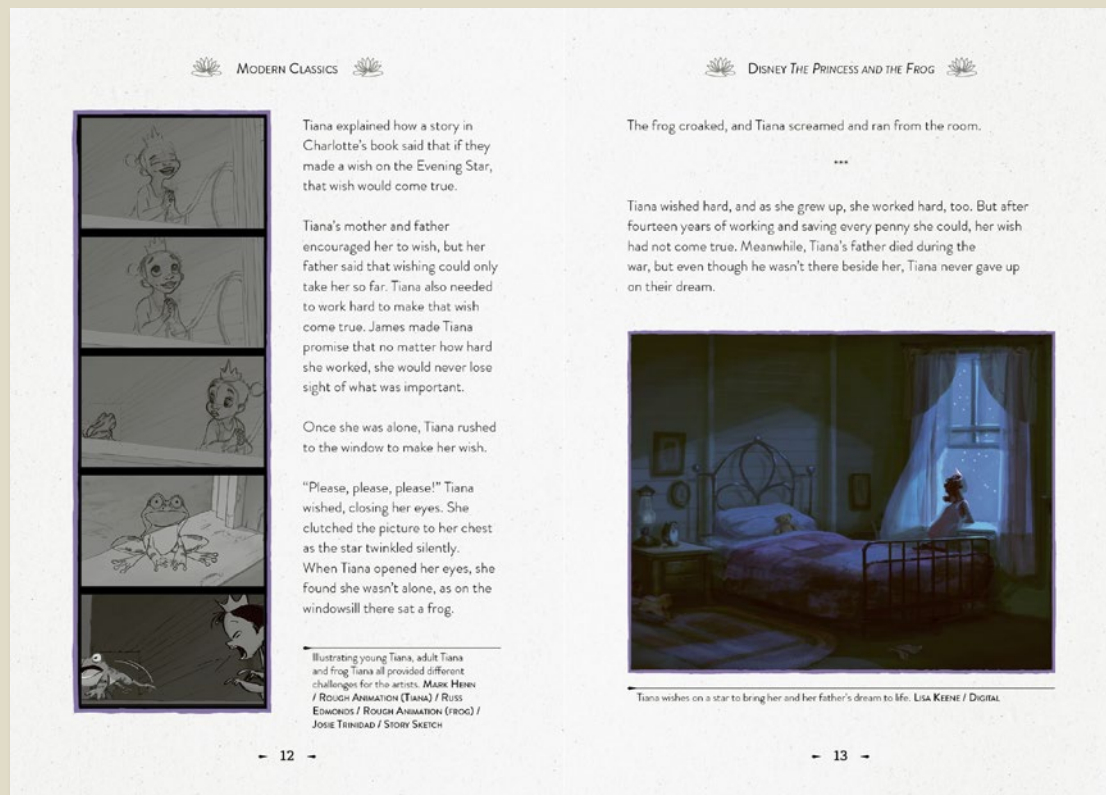 MODERN CLASSICS
Tiana explained how a story in
Charlotte's book said that if they
made a wish on the Evening Star,
that wish would come true.
Tiana's mother and father
encouraged her to wish, but her
father said that wishing could only
take her so far. Tiana also needed
to work hard to make that wish
come true. James made Tiana
promise that no matter how hard
she worked, she would never lose
sight of what was important.
Once she was alone, Tiana rushed
to the window to make her wish.
“Please, please, please!” Tiana
wished, closing her eyes. She
clutched the picture to her chest
as the star twinkled silently.
When Tiana opened her eyes, she
found she wasn't alone, as on the
windowsill there sat a frog.
Illustrating young Tiana, adult Tiana
and frog Tiana all provided different
challenges for the artists. MARK HENN
/ ROUGH ANIMATION (TIANA) / RUSS
EDMONDS / ROUGH ANIMATION (FROG) /
JOSIE TRINIDAD / STORY SKETCH
12
DISNEY THE PRINCESS AND THE FROG
The frog croaked, and Tiana screamed and ran from the room.
•••
Tiana wished hard, and as she grew up, she worked hard, too. But after
fourteen years of working and saving every penny she could, her wish
had not come true. Meanwhile, Tiana's father died during the
war, but even though he wasn't there beside her, Tiana never gave up
on their dream.
Tiana wishes on a star to bring her and her father's dream to life. LISA KEENE / DIGITAL
13